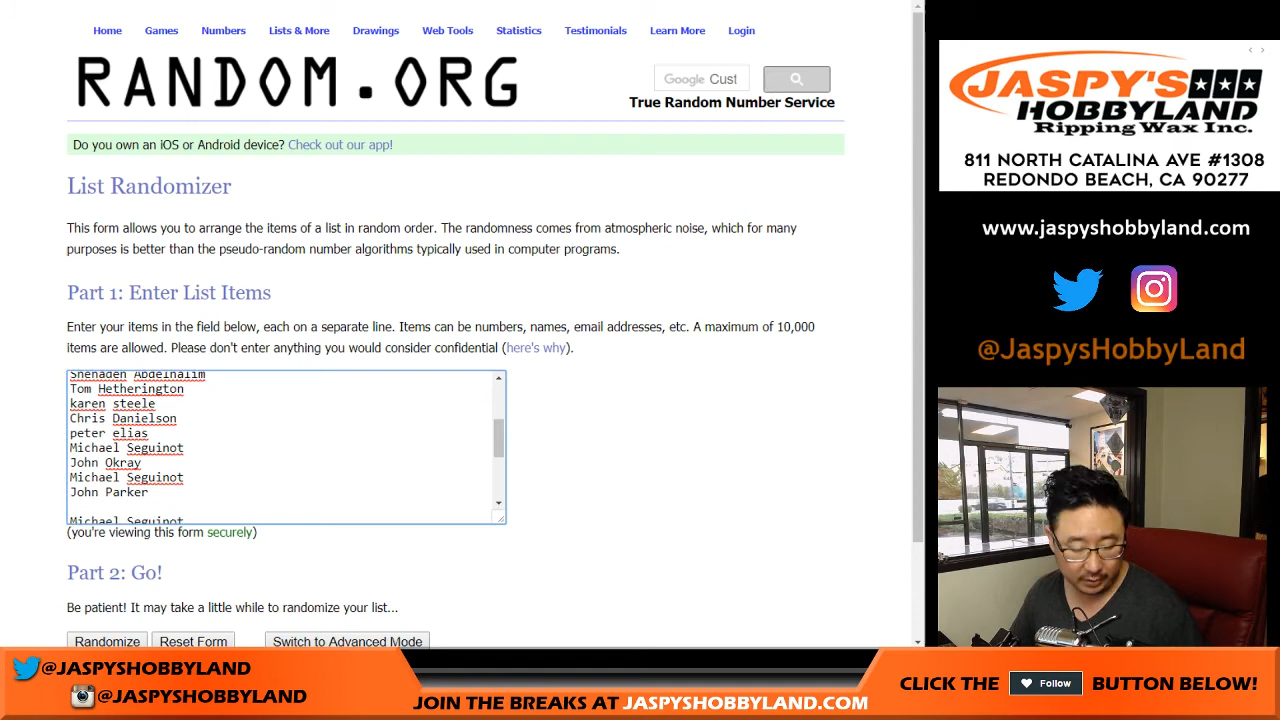 Home Games Numbers Lists & More Drawings Web Tools Statistics Testimonials Learn More Login
RANDOM.ORG
Google Cust
True Random Number Service
Do you own an iOS or Android device? Check out our app!
List Randomizer
This form allows you to arrange the items of a list in random order. The randomness comes from atmospheric noise, which for many
purposes is better than the pseudo-random number algorithms typically used in computer programs.
Part 1: Enter List Items
Enter your items in the field below, each on a separate line. Items can be numbers, names, email addresses, etc. A maximum of 10,000
items are allowed. Please don't enter anything you would consider confidential (here's why).
Shenaden Abdelhalim
Tom Hetherington
karen steele
Chris Danielson
peter elias
Michael Seguinot
John Okray
Michael Seguinot
John Parker
Michael Seguinot
(you're viewing this form securely)
Part 2: Go!
Be patient! It may take a little while to randomize your list...
Randomize Reset Form Switch to Advanced Mode
JASPY'S
HOBBYLAND
Ripping Wax Inc.
811 NORTH CATALINA AVE #1308
REDONDO BEACH, CA 90277
www.jaspyshobbyland.com
@JaspysHobbyLand
@JASPYSHOBBYLAND
@JASPYSHOBBYLAND
JOIN THE BREAKS AT JASPYSHOBBYLAND.COM
CLICK THE Follow BUTTON BELOW!